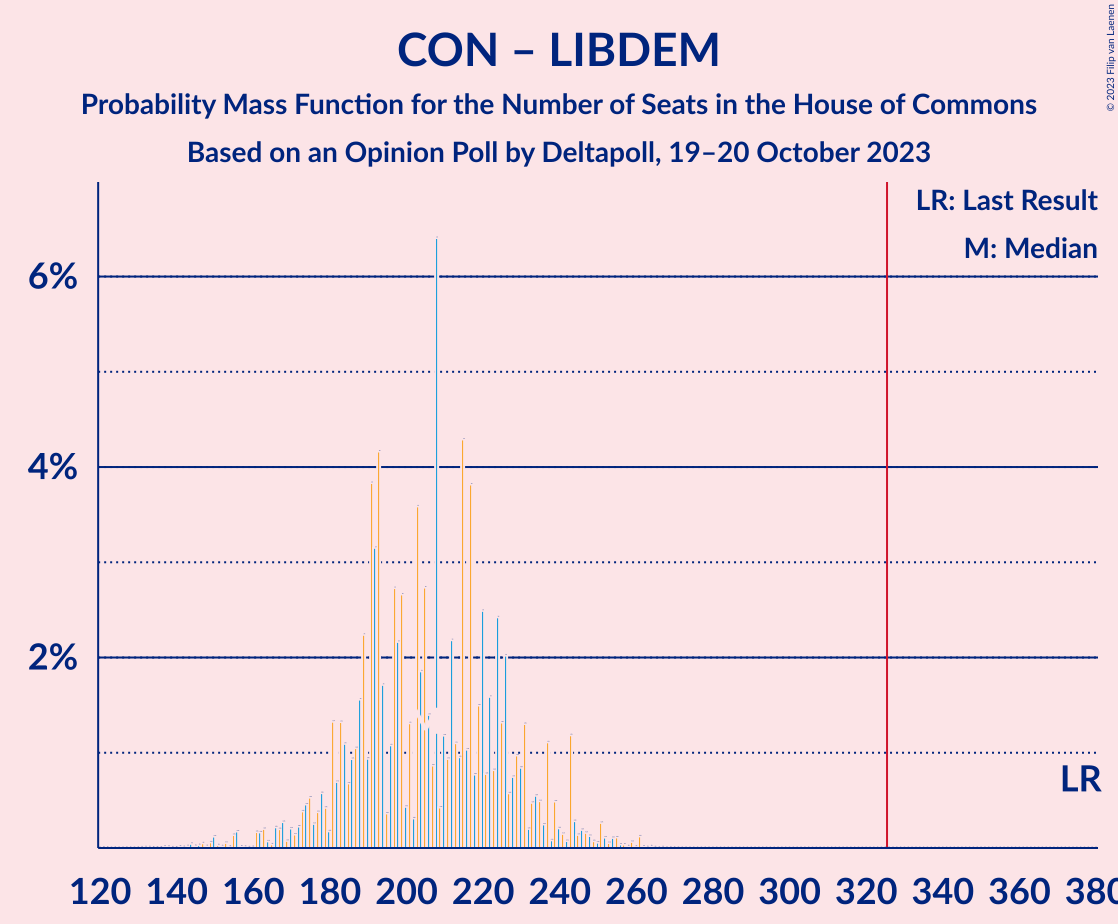 CON – LIBDEM
Probability Mass Function for the Number of Seats in the House of Commons
Based on an Opinion Poll by Deltapoll, 19–20 October 2023
© 2023 Filip van Laenen
LR: Last Result
M: Median
6%
4%
2%
LR
120 140 160 180 200 220 240 260 280 300 320 340 360 380